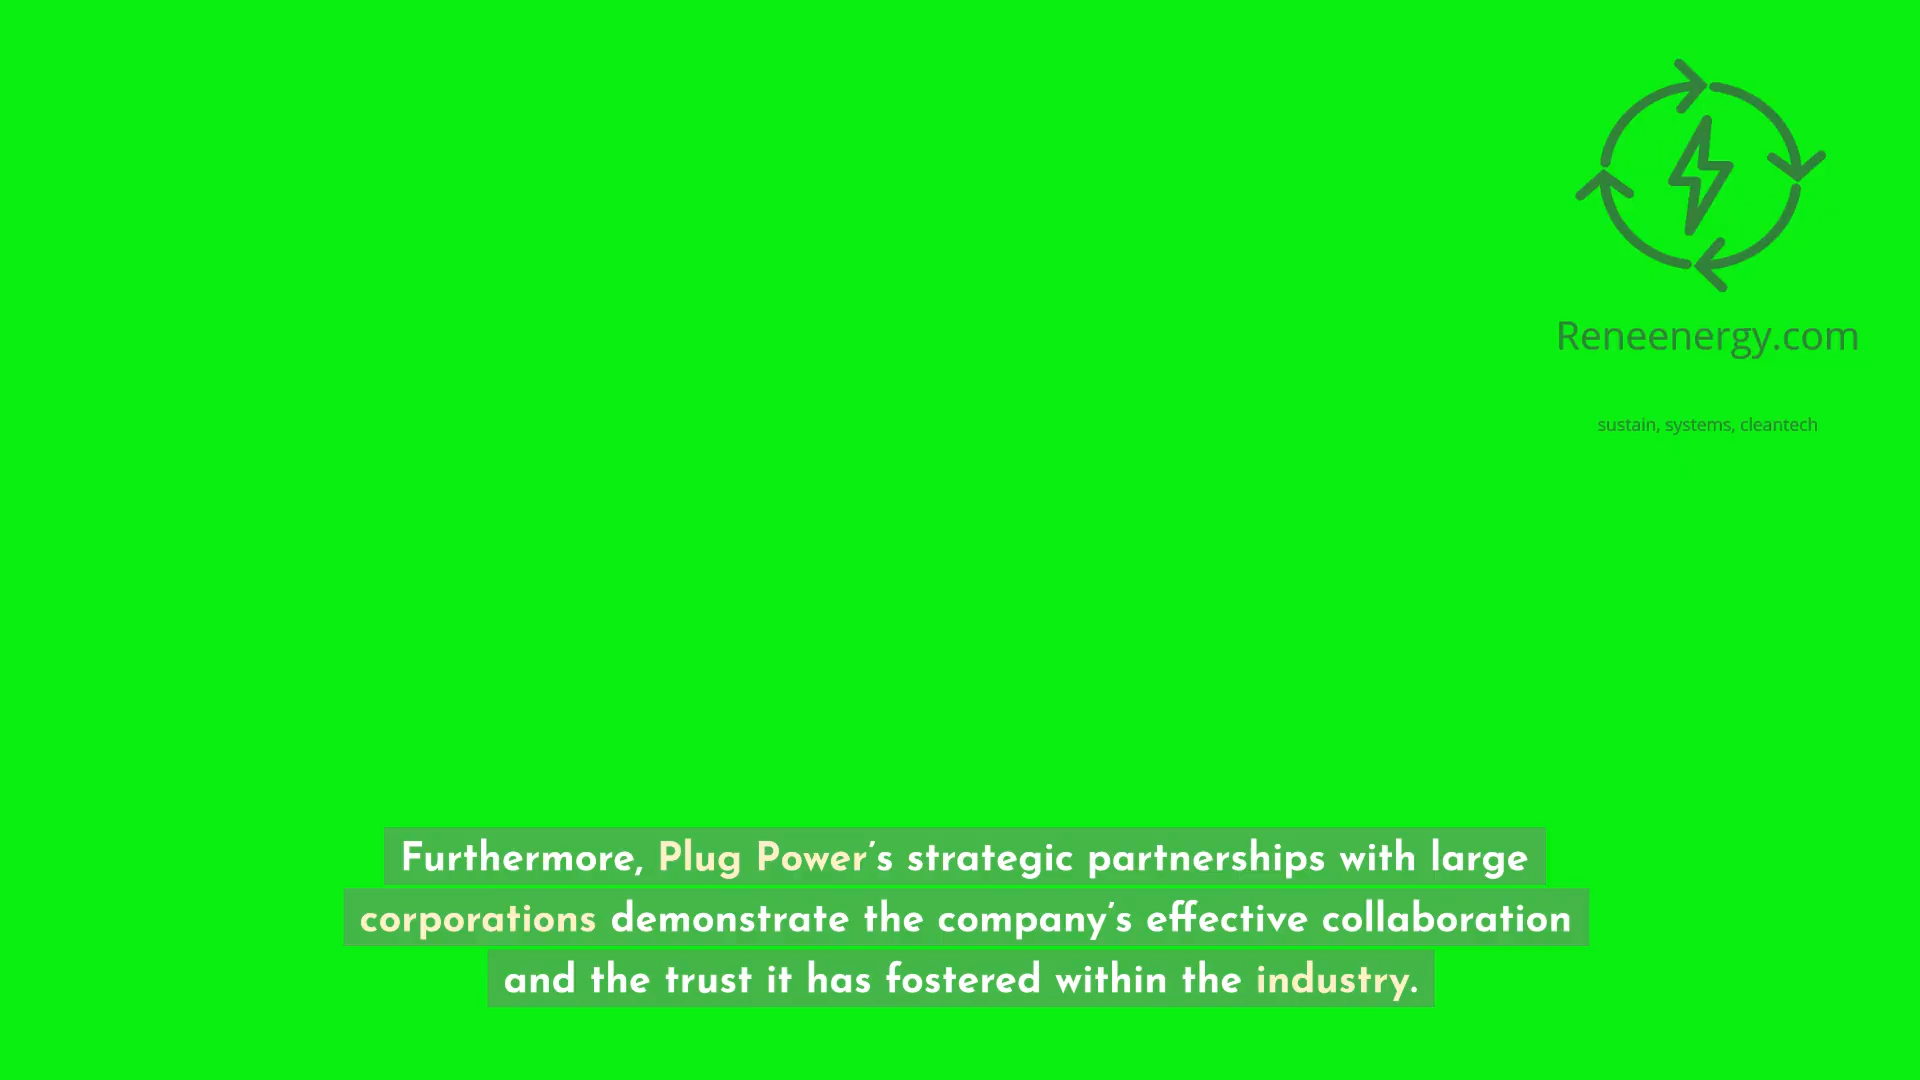 Reneenergy.com
sustain, systems, cleantech
Furthermore, Plug Power's strategic partnerships with large
corporations demonstrate the company's effective collaboration
and the trust it has fostered within the industry.